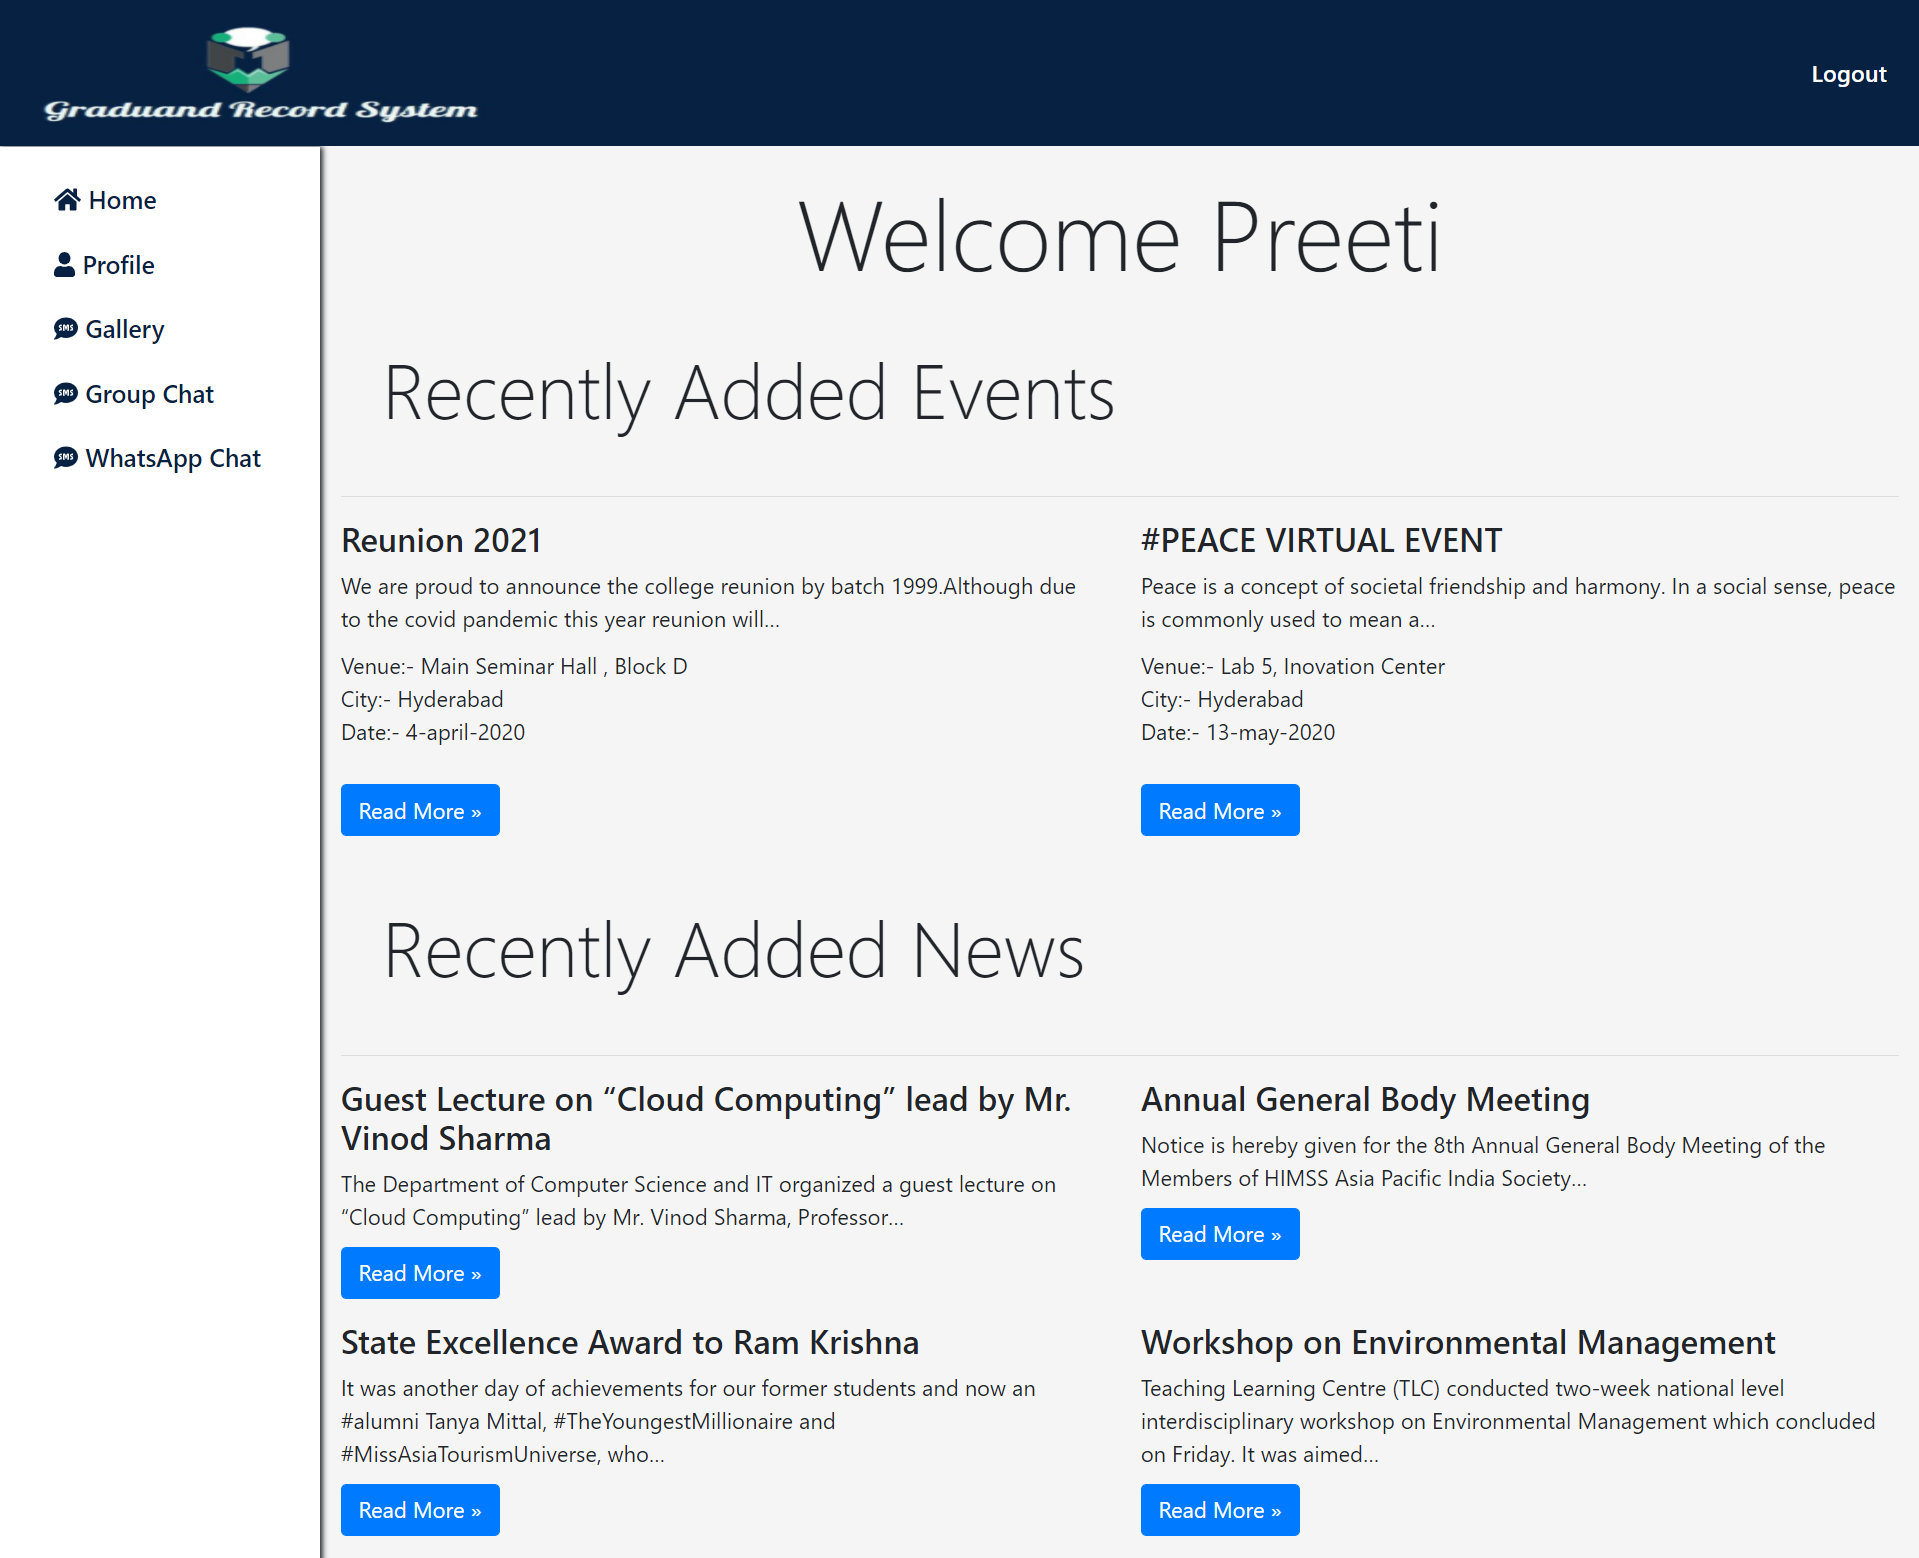 Graduand Record System
Logout
Home
Profile
SMS Gallery
SMS Group Chat
SMS WhatsApp Chat
Welcome Preeti
Recently Added Events
Reunion 2021
We are proud to announce the college reunion by batch 1999.Although due
to the covid pandemic this year reunion will...
Venue:- Main Seminar Hall , Block D
City:- Hyderabad
Date:- 4-april-2020
Read More »
#PEACE VIRTUAL EVENT
Peace is a concept of societal friendship and harmony. In a social sense, peace
is commonly used to mean a...
Venue:- Lab 5, Inovation Center
City:- Hyderabad
Date:- 13-may-2020
Read More »
Recently Added News
Guest Lecture on “Cloud Computing” lead by Mr.
Vinod Sharma
The Department of Computer Science and IT organized a guest lecture on
“Cloud Computing” lead by Mr. Vinod Sharma, Professor...
Read More »
Annual General Body Meeting
Notice is hereby given for the 8th Annual General Body Meeting of the
Members of HIMSS Asia Pacific India Society...
Read More »
State Excellence Award to Ram Krishna
It was another day of achievements for our former students and now an
#alumni Tanya Mittal, #TheYoungestMillionaire and
#MissAsiaTourismUniverse, who...
Read More »
Workshop on Environmental Management
Teaching Learning Centre (TLC) conducted two-week national level
interdisciplinary workshop on Environmental Management which concluded
on Friday. It was aimed...
Read More »